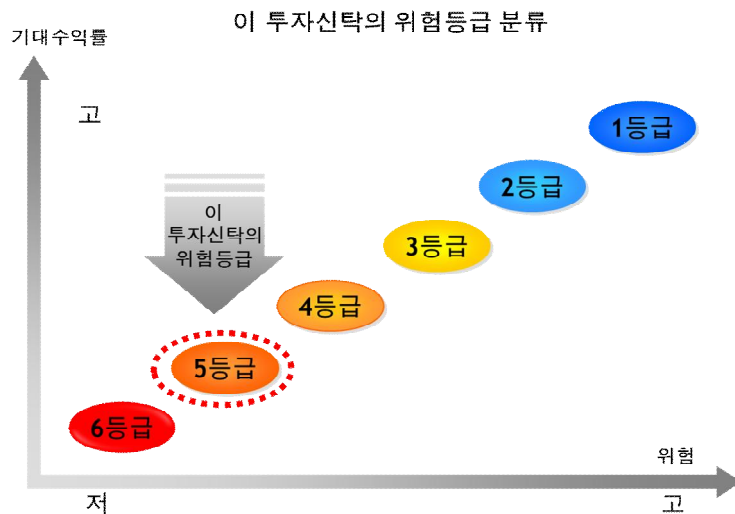 이 투자신탁의 위험등급 분류
기대수익률
고
1등급
2등급
이
투자신탁의
위험등급
3등급
4등급
5등급
6등급
위험
저
고